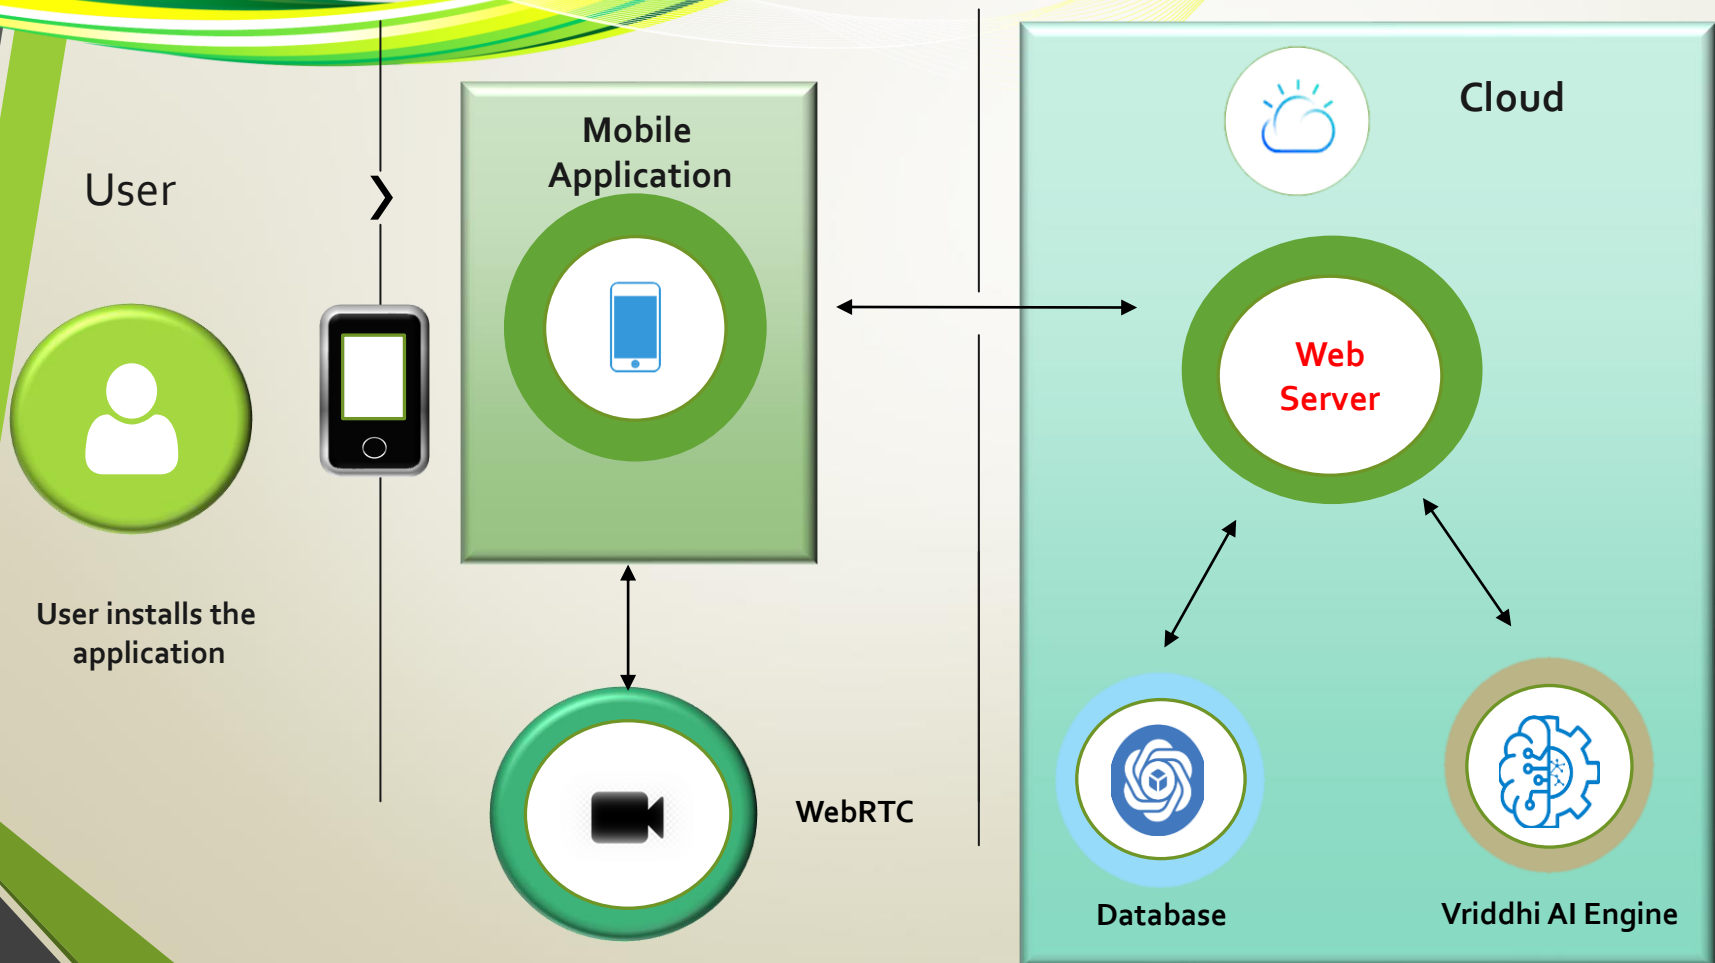 User
User installs the
application
Mobile
Application
WebRTC
Cloud
Web
Server
Database
Vriddhi AI Engine